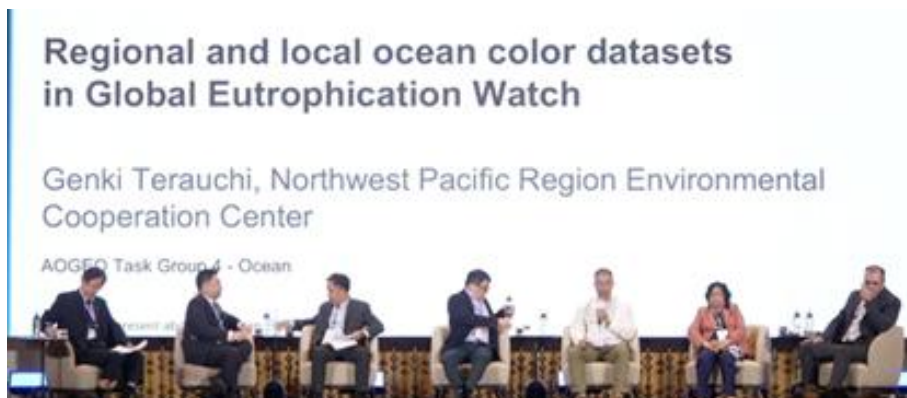 Regional and local ocean color datasets
in Global Eutrophication Watch
Genki Terauchi, Northwest Pacific Region Environmental
Cooperation Center
AOGEO Task Group 4 - Ocean
present